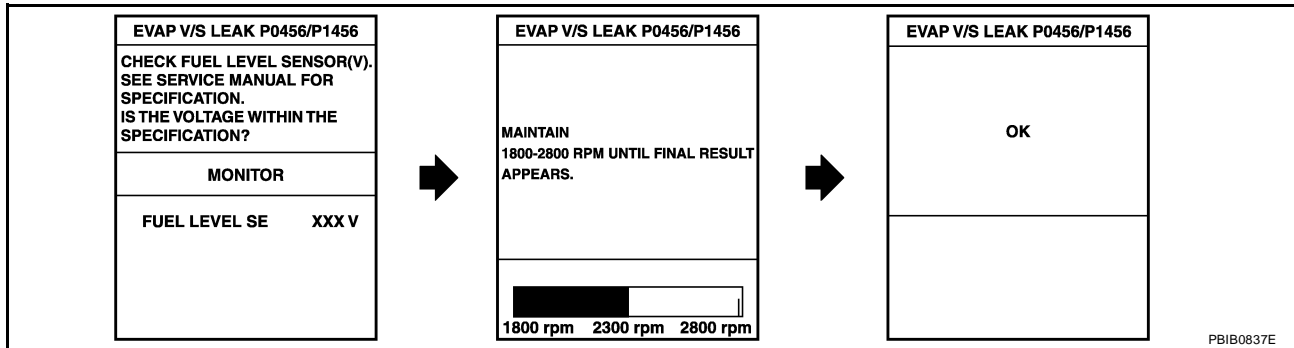 EVAP V/S LEAK P0456/P1456
CHECK FUEL LEVEL SENSOR(V).
SEE SERVICE MANUAL FOR
SPECIFICATION.
IS THE VOLTAGE WITHIN THE
SPECIFICATION?
MONITOR
FUEL LEVEL SE XXX V
EVAP V/S LEAK P0456/P1456
MAINTAIN
1800-2800 RPM UNTIL FINAL RESULT
APPEARS.
1800 rpm 2300 rpm 2800 rpm
EVAP V/S LEAK P0456/P1456
OK
PBIB0837E